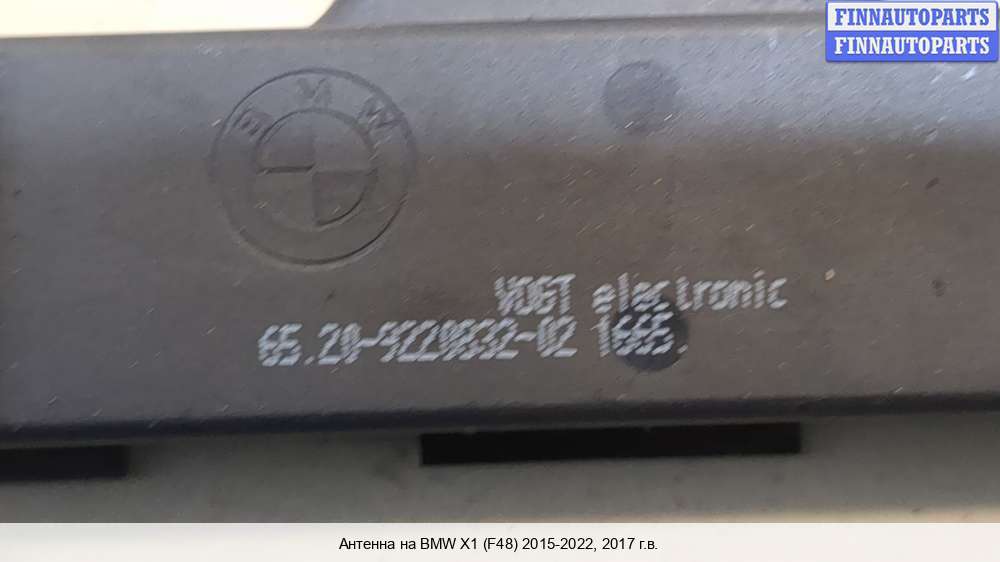 FINNAUTOPARTS
FINNAUTOPARTS
BMW
VOGT electronic
65.20-9220832-02 1665.
Антенна на BMW X1 (F48) 2015-2022, 2017 г.в.